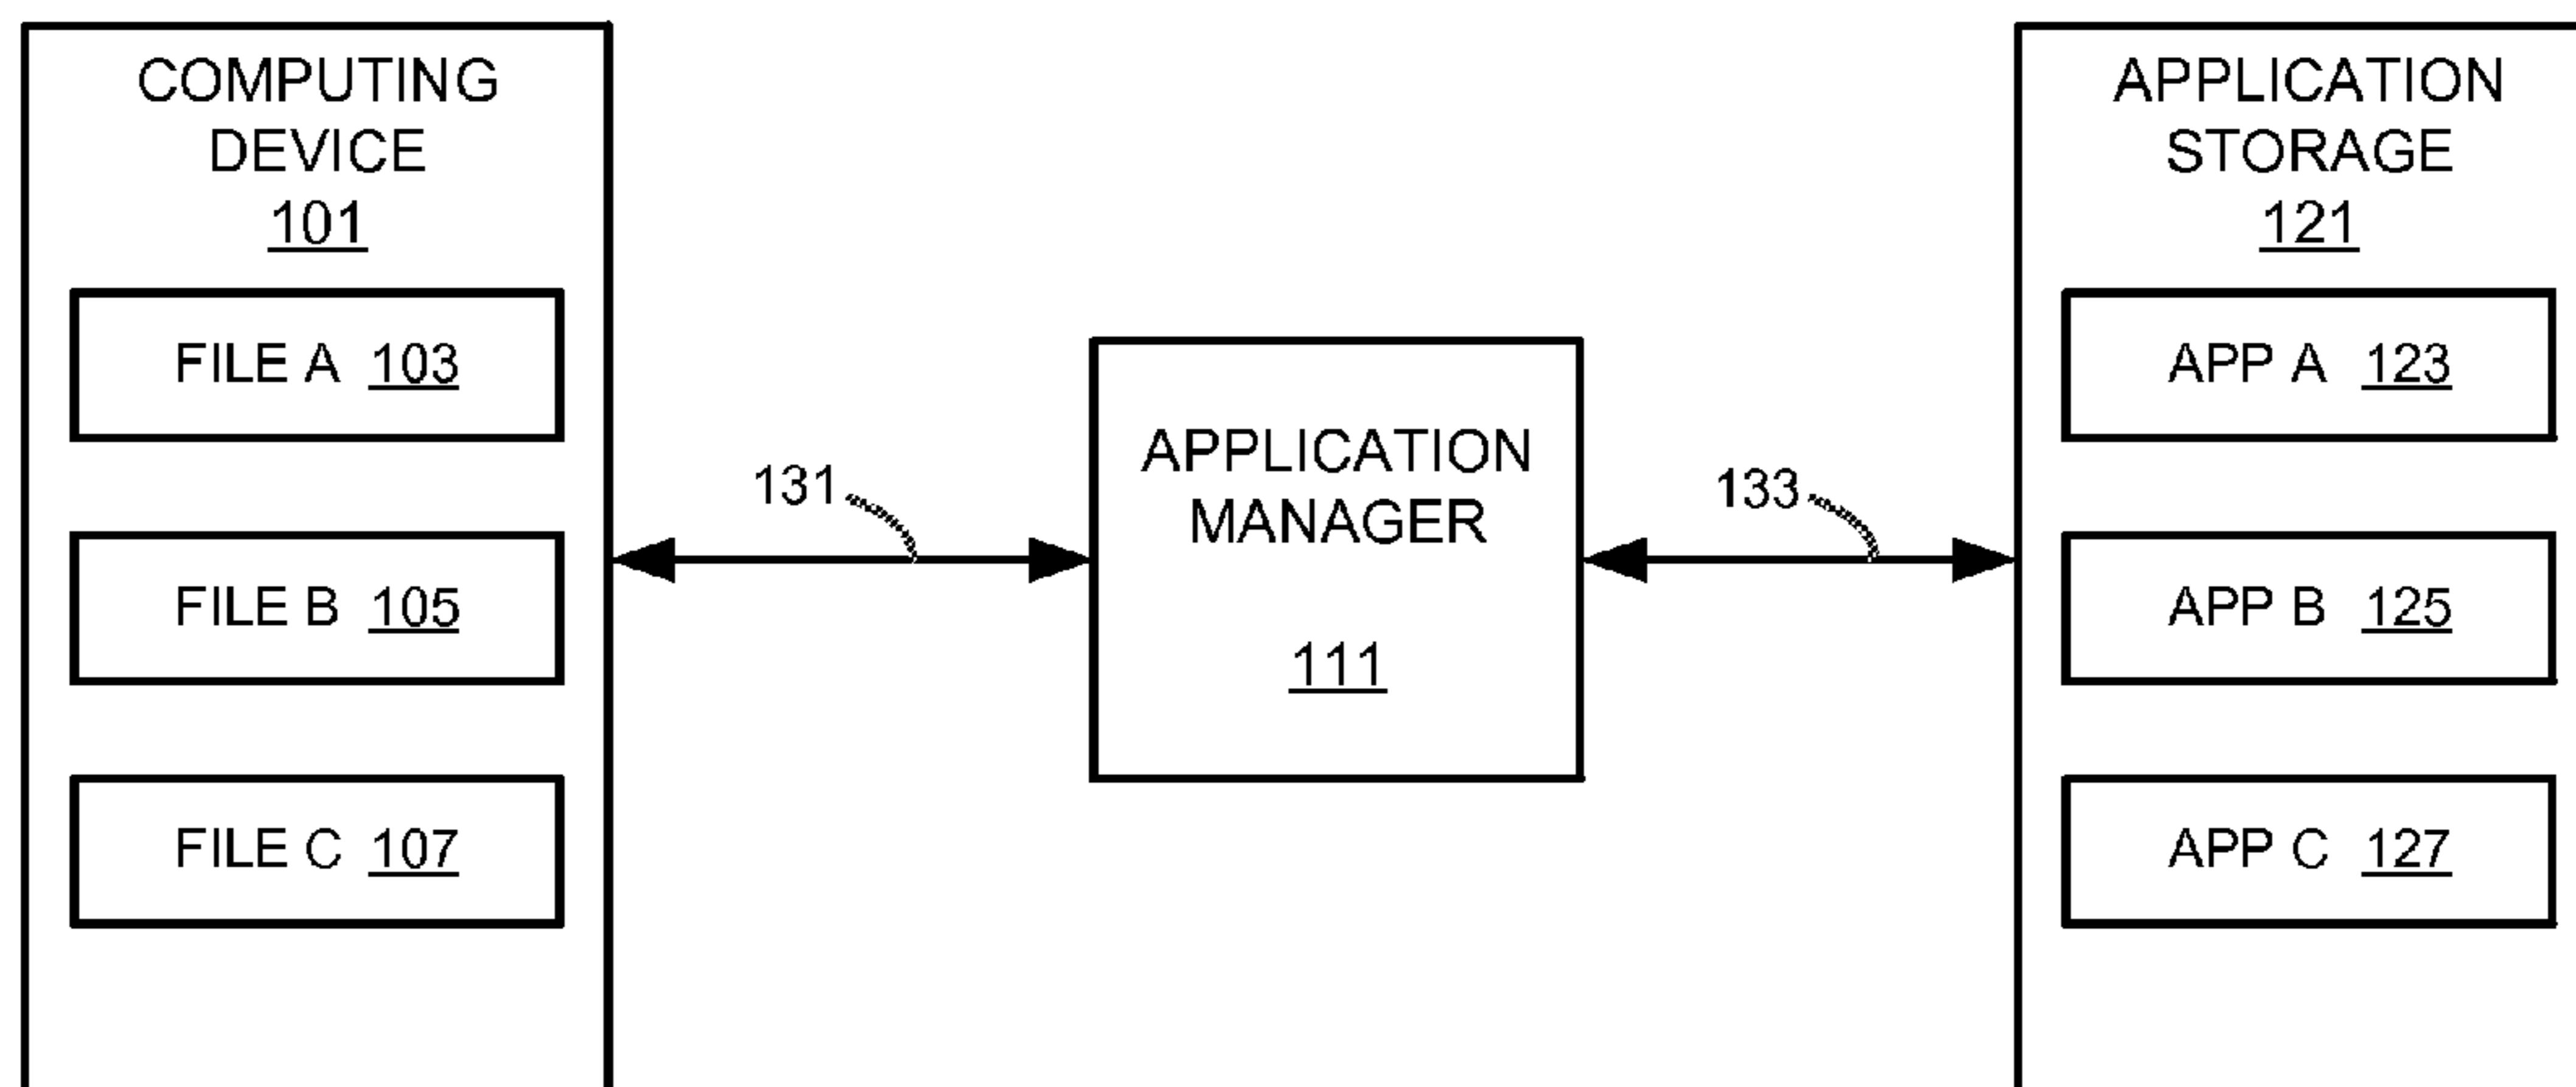 COMPUTING
DEVICE
101
FILE A 103
FILE B 105
FILE C 107
131
APPLICATION
MANAGER
111
133
APPLICATION
STORAGE
121
APP A 123
APP B 125
APP C 127